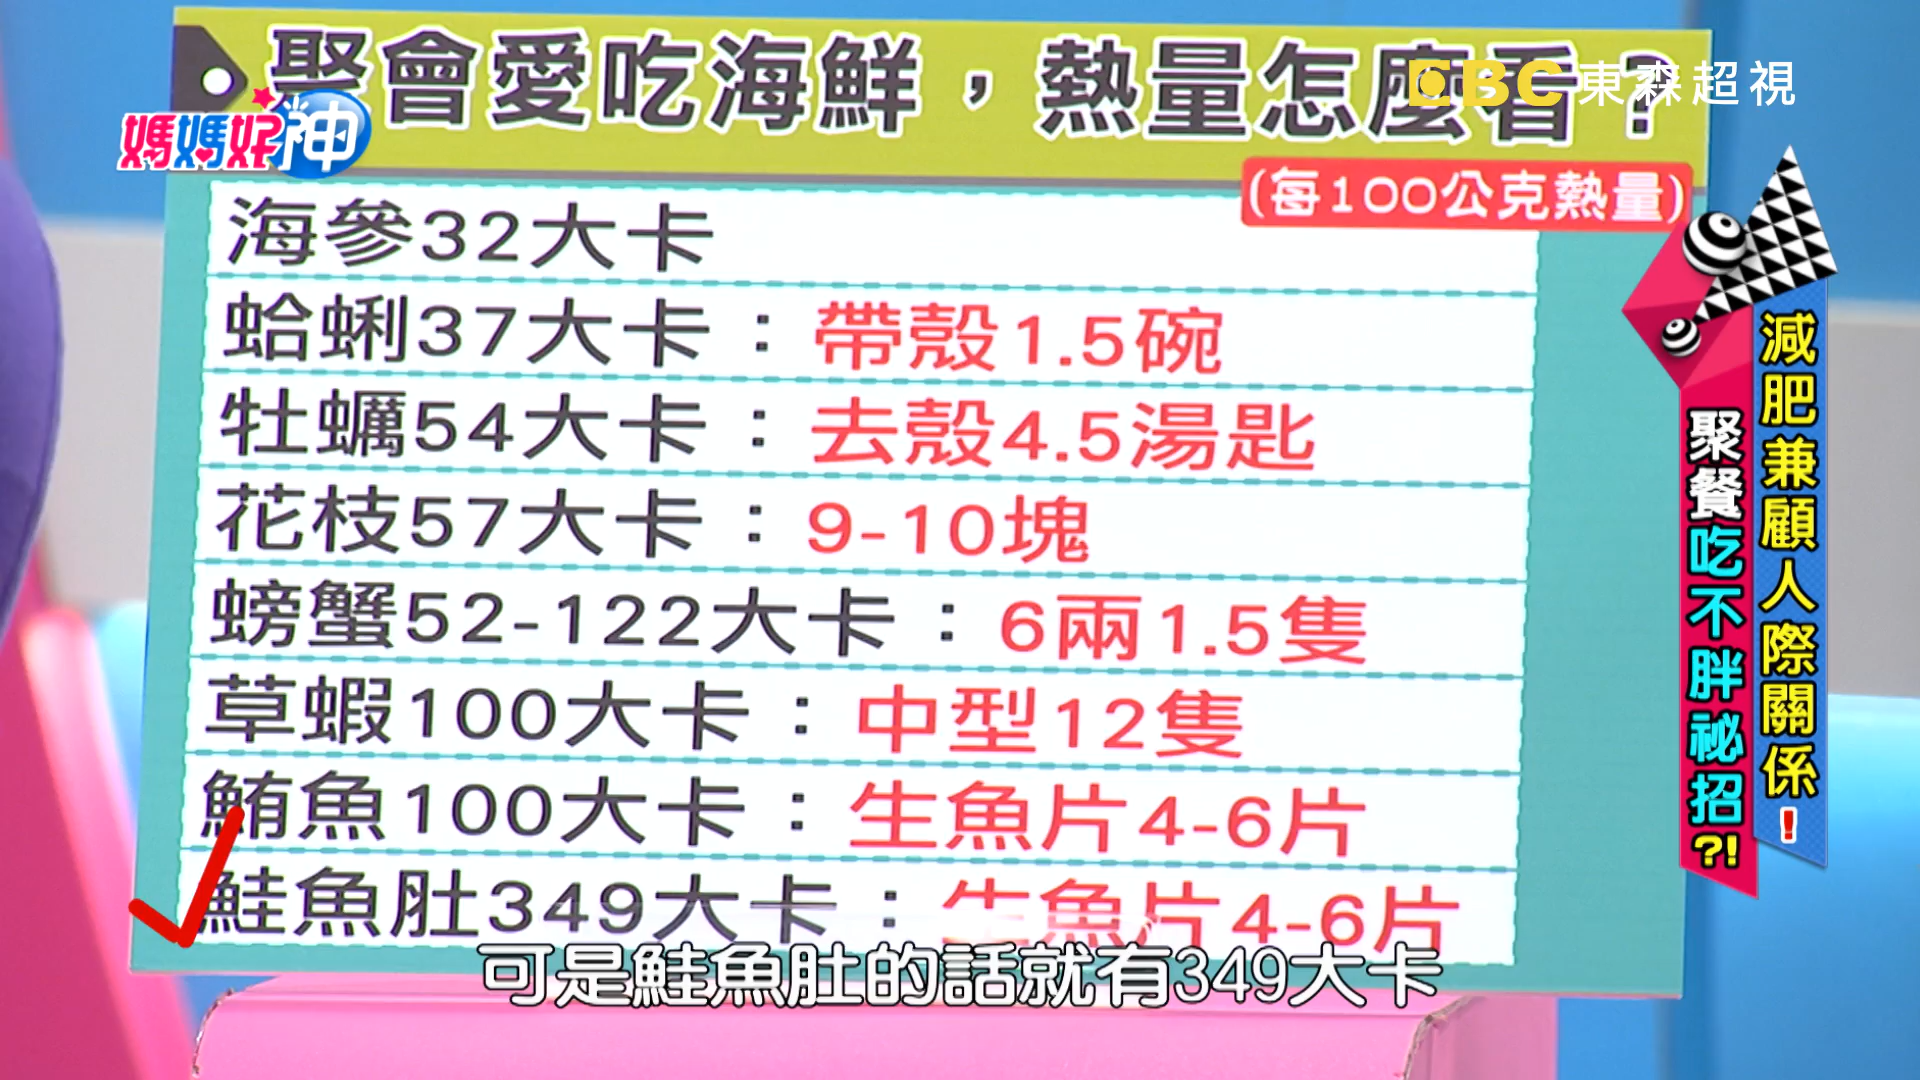 聚會愛吃海鮮，熱量怎麼看？
EBC東森超視
媽媽好神
(每100公克熱量)
海參32大卡
蛤蜊37大卡：帶殼1.5碗
牡蠣54大卡：去殼4.5湯匙
花枝57大卡：9-10塊
螃蟹52-122大卡：6兩1.5隻
草蝦100大卡：中型12隻
鮪魚100大卡：生魚片4-6片
鮭魚肚349大卡：生魚片4-6片
減肥兼顧人際關係！
聚餐吃不胖祕招?!
可是鮭魚肚的話就有349大卡